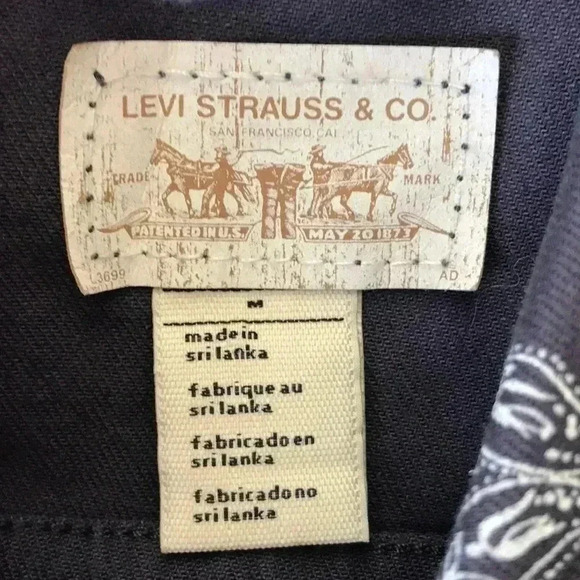 LEVI STRAUSS & CO.
SAN FRANCISCO, CAL.
TRADE MARK
PATENTED IN U.S. MAY 20 1873
3699 AD
M
made in
sri lanka
fabrique au
sri lanka
fabricado en
sri lanka
fabricado no
sri lanka